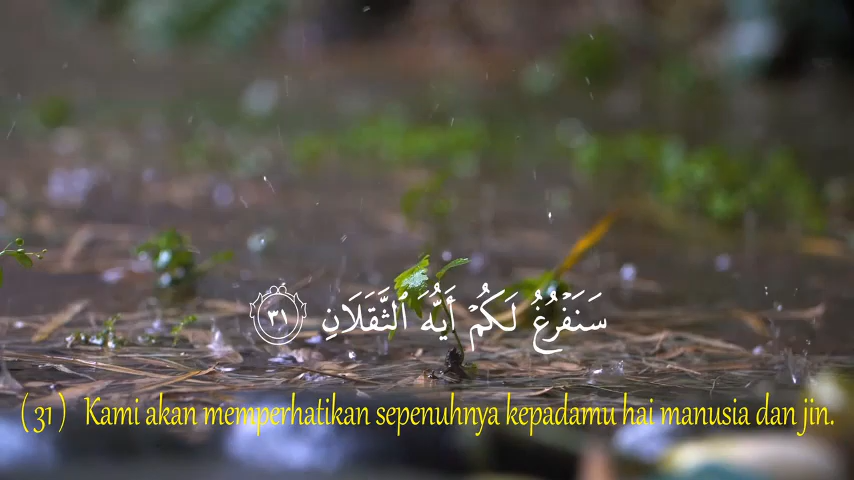 سَنَفْرُغُ لَكُمْ أَيُّهَ ٱلثَّقَلَانِ ٣١
( 31 ) Kami akan memperhatikan sepenuhnya kepadamu hai manusia dan jin.